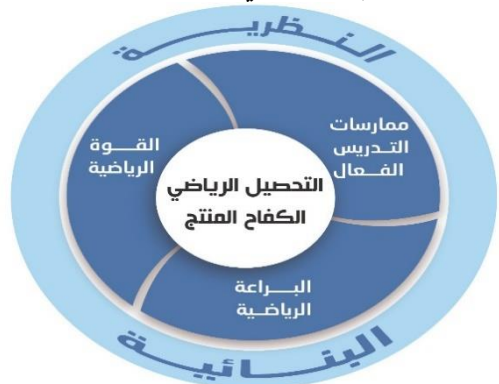 النظرية
ممارسات
التدريس
الفعال
القوة
الرياضية
التحصيل الرياضي
الكفاح المنتج
البراعة
الرياضية
البنائية